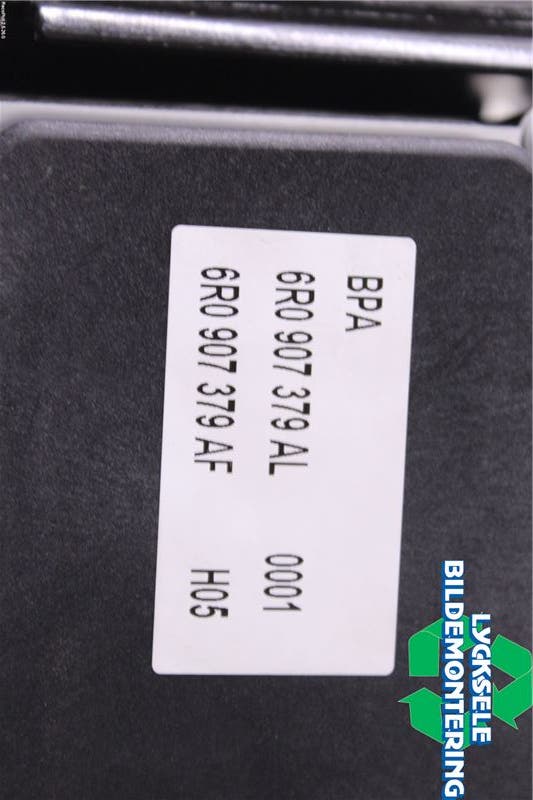 BPA
6R0 907 379 AL 0001
6R0 907 379 AF H05
LYCKSELE
BILDEMONTERING